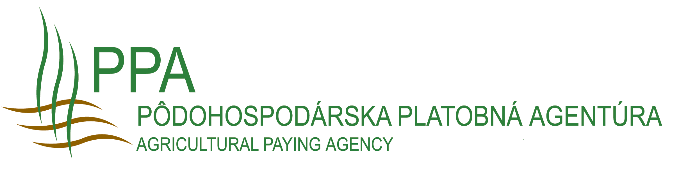 PPA
PÔDOHOSPODÁRSKA PLATOBNÁ AGENTÚRA
AGRICULTURAL PAYING AGENCY